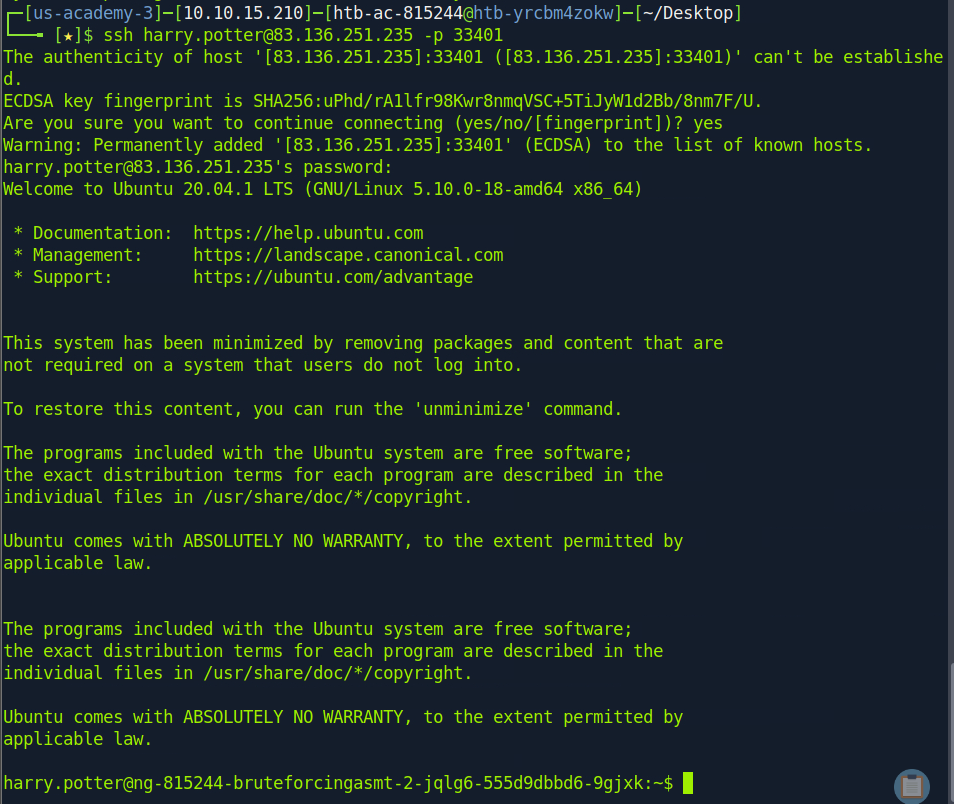 ┌─[us-academy-3]─[10.10.15.210]─[htb-ac-815244@htb-yrcbm4zokw]─[~/Desktop]
└──╼ [★]$ ssh harry.potter@83.136.251.235 -p 33401
The authenticity of host '[83.136.251.235]:33401 ([83.136.251.235]:33401)' can't be establishe
d.
ECDSA key fingerprint is SHA256:uPhd/rA1lfr98Kwr8nmqVSC+5TiJyW1d2Bb/8nm7F/U.
Are you sure you want to continue connecting (yes/no/[fingerprint])? yes
Warning: Permanently added '[83.136.251.235]:33401' (ECDSA) to the list of known hosts.
harry.potter@83.136.251.235's password:
Welcome to Ubuntu 20.04.1 LTS (GNU/Linux 5.10.0-18-amd64 x86_64)
* Documentation:  https://help.ubuntu.com
* Management:     https://landscape.canonical.com
* Support:        https://ubuntu.com/advantage
This system has been minimized by removing packages and content that are
not required on a system that users do not log into.
To restore this content, you can run the 'unminimize' command.
The programs included with the Ubuntu system are free software;
the exact distribution terms for each program are described in the
individual files in /usr/share/doc/*/copyright.
Ubuntu comes with ABSOLUTELY NO WARRANTY, to the extent permitted by
applicable law.
The programs included with the Ubuntu system are free software;
the exact distribution terms for each program are described in the
individual files in /usr/share/doc/*/copyright.
Ubuntu comes with ABSOLUTELY NO WARRANTY, to the extent permitted by
applicable law.
harry.potter@ng-815244-bruteforcingasmt-2-jqlg6-555d9dbbd6-9gjxk:~$